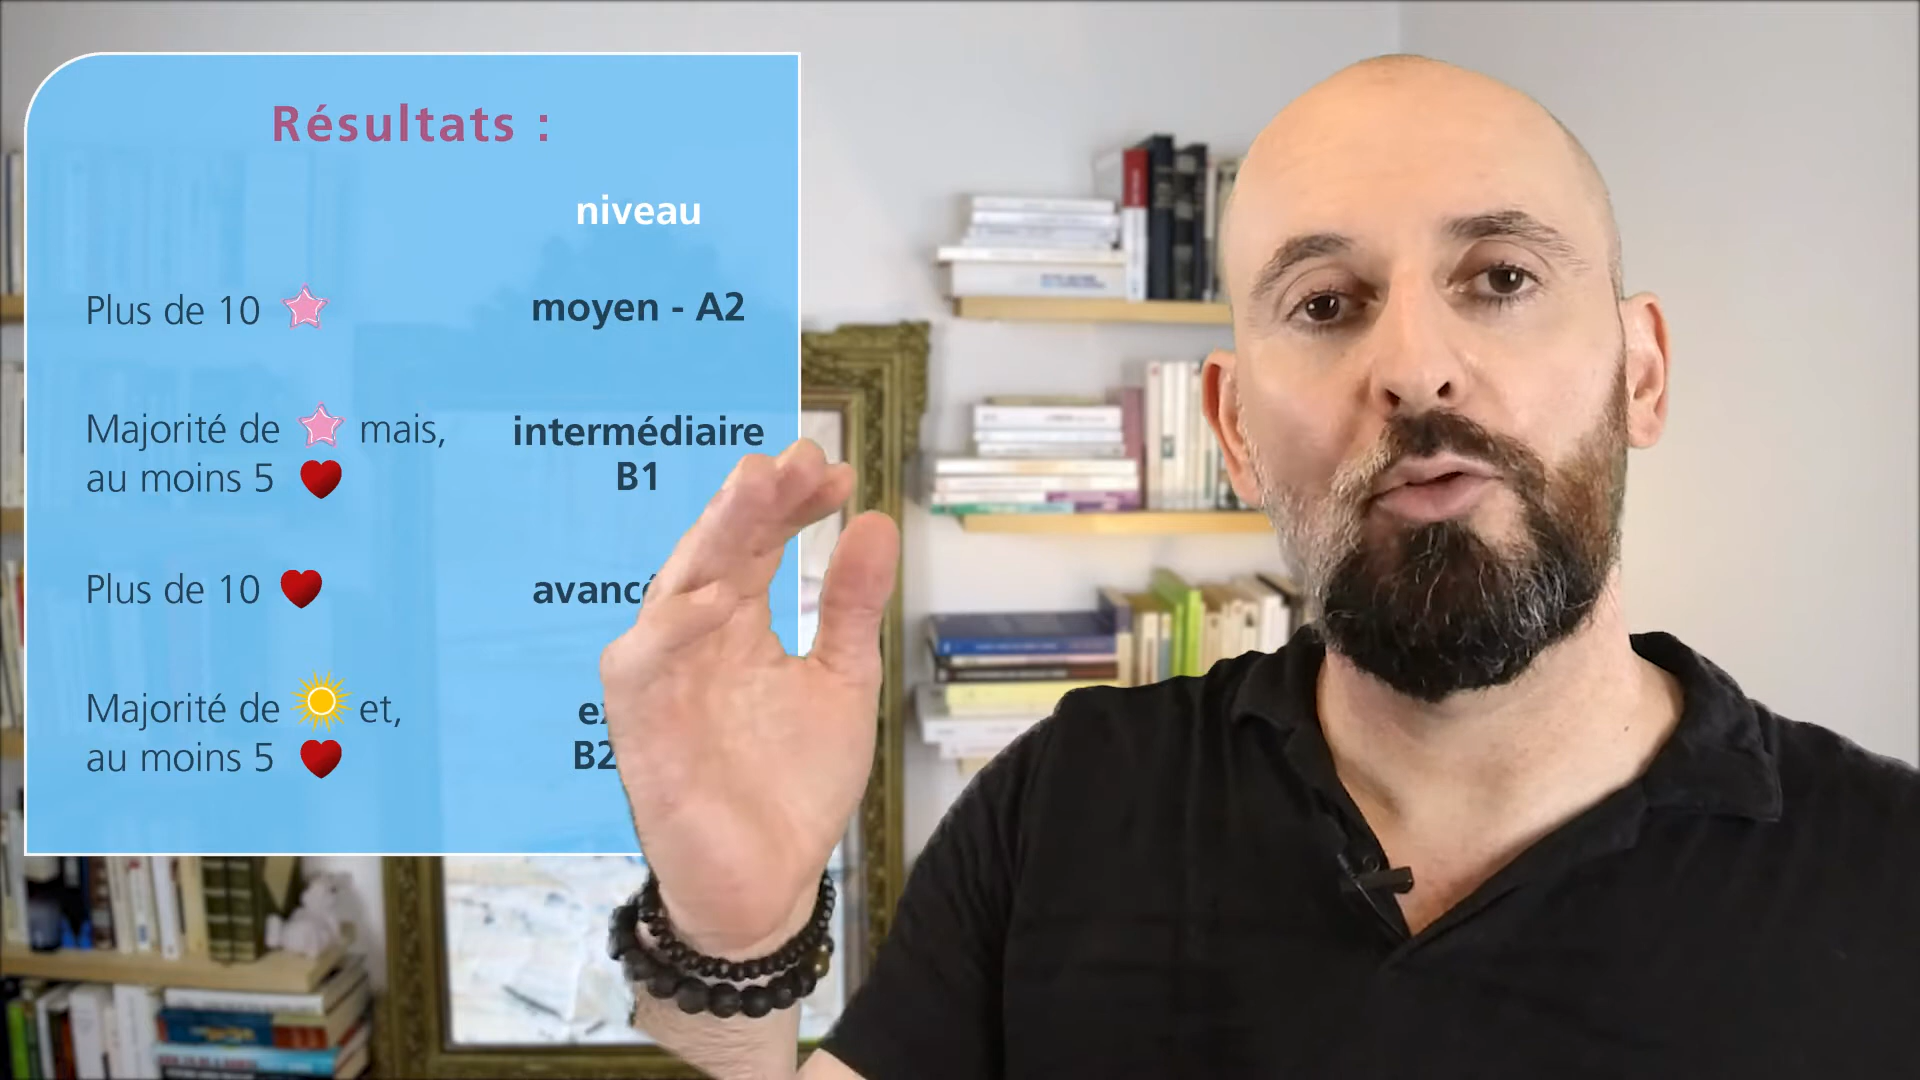 Résultats :
niveau
Plus de 10
moyen - A2
Majorité de mais,
au moins 5
intermédiaire
B1
Plus de 10
Majorité de et,
au moins 5
B2